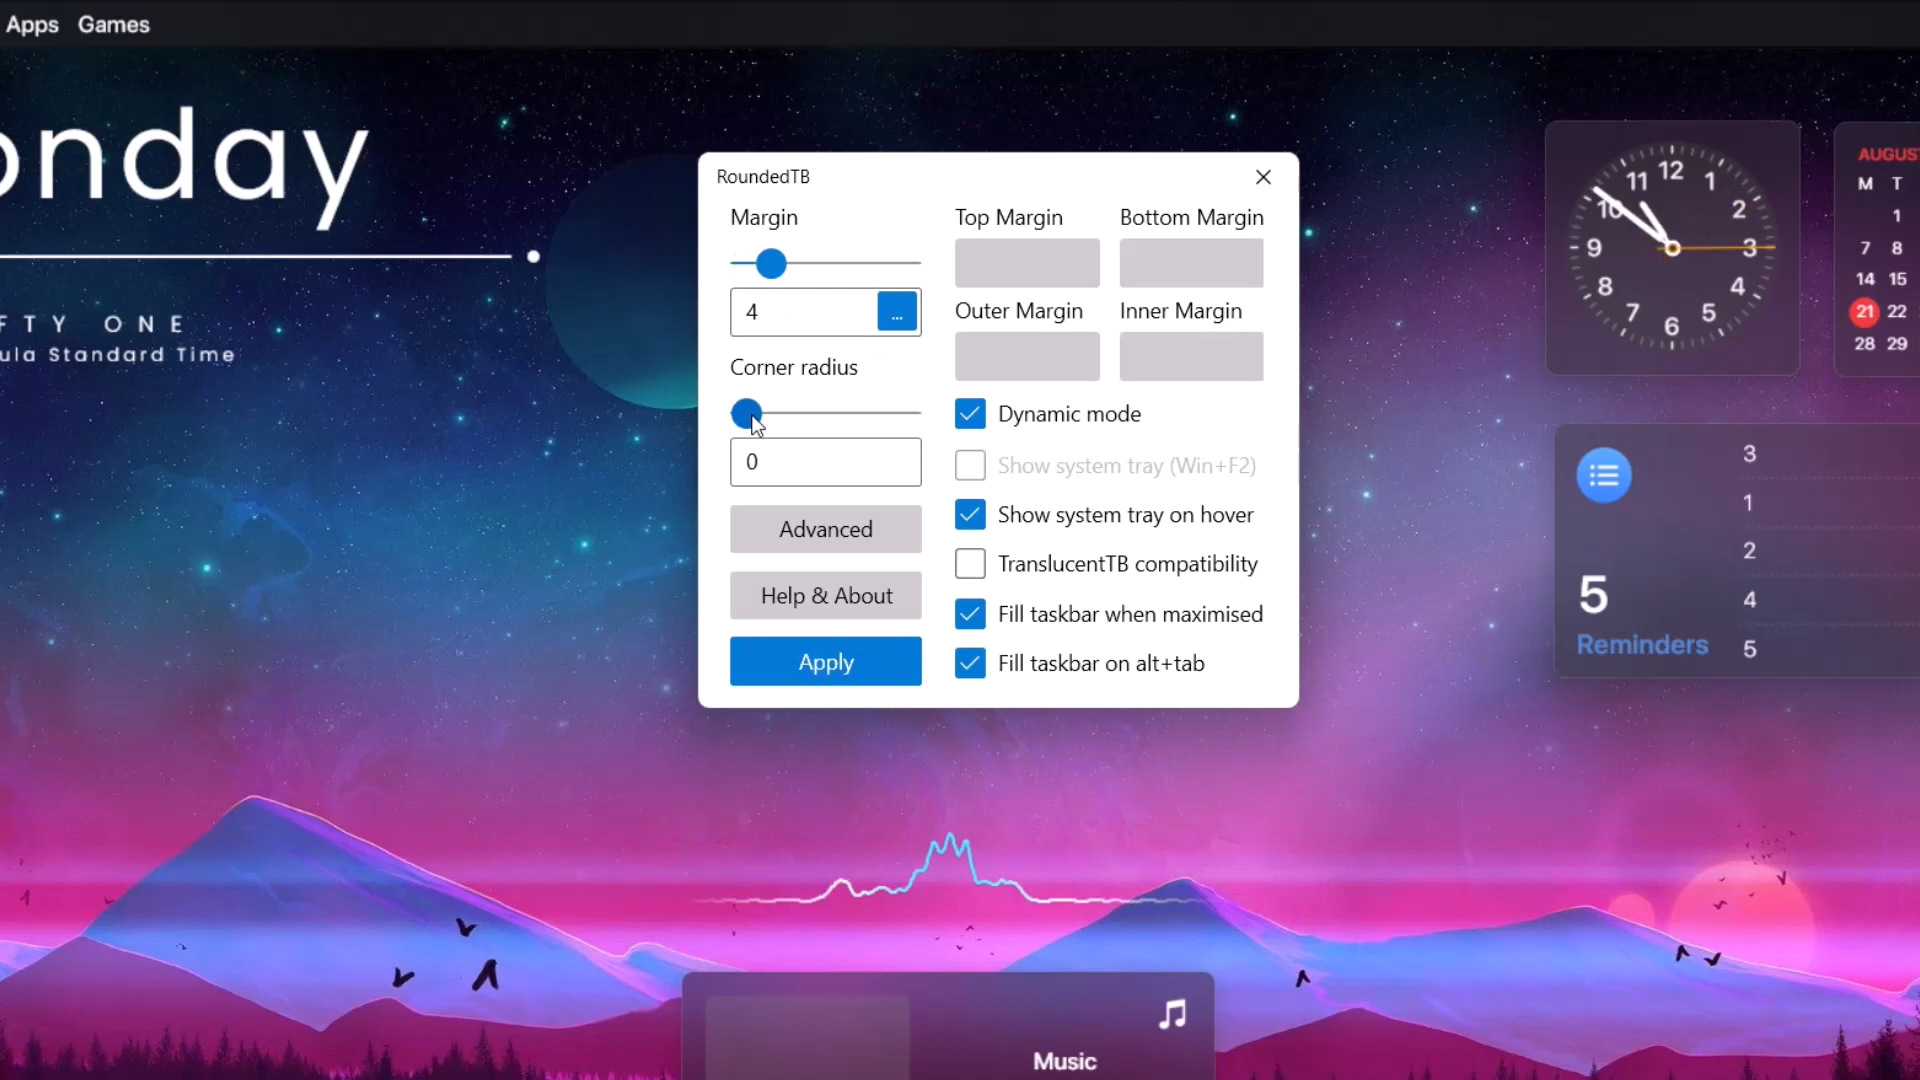 Apps Games
onday
FTY ONE
ula Standard Time
RoundedTB
Margin
4
...
Corner radius
0
Advanced
Help & About
Apply
Top Margin
Bottom Margin
Outer Margin
Inner Margin
Dynamic mode
Show system tray (Win+F2)
Show system tray on hover
TranslucentTB compatibility
Fill taskbar when maximised
Fill taskbar on alt+tab
12
11 1
10 2
9 3
8 4
7 5
6
AUGUS
M T
1
7 8
14 15
21 22
28 29
5
Reminders
3
1
2
4
5
Music